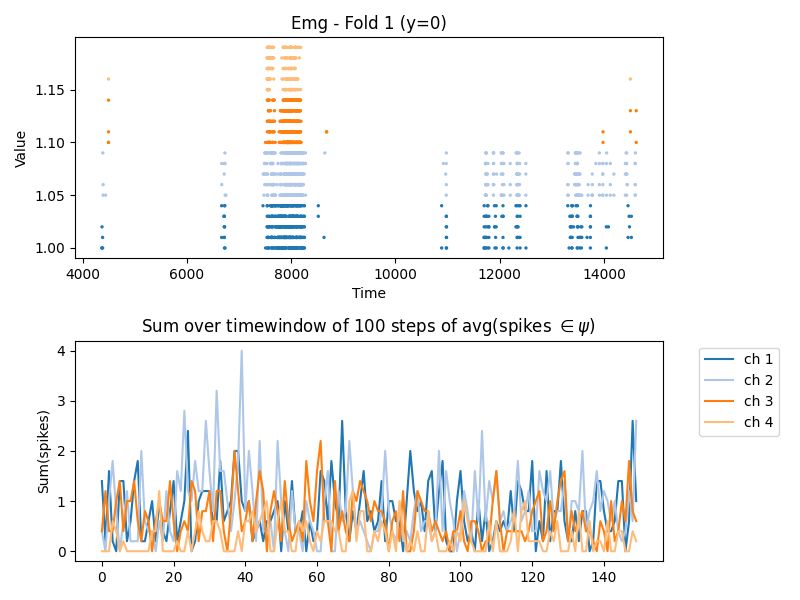 Emg - Fold 1 (y=0)
Value
1.15
1.10
1.05
1.00
4000 6000 8000 10000 12000 14000
Time
Sum over timewindow of 100 steps of avg(spikes ∈ ψ)
Sum(spikes)
4
3
2
1
0
0 20 40 60 80 100 120 140
ch 1
ch 2
ch 3
ch 4